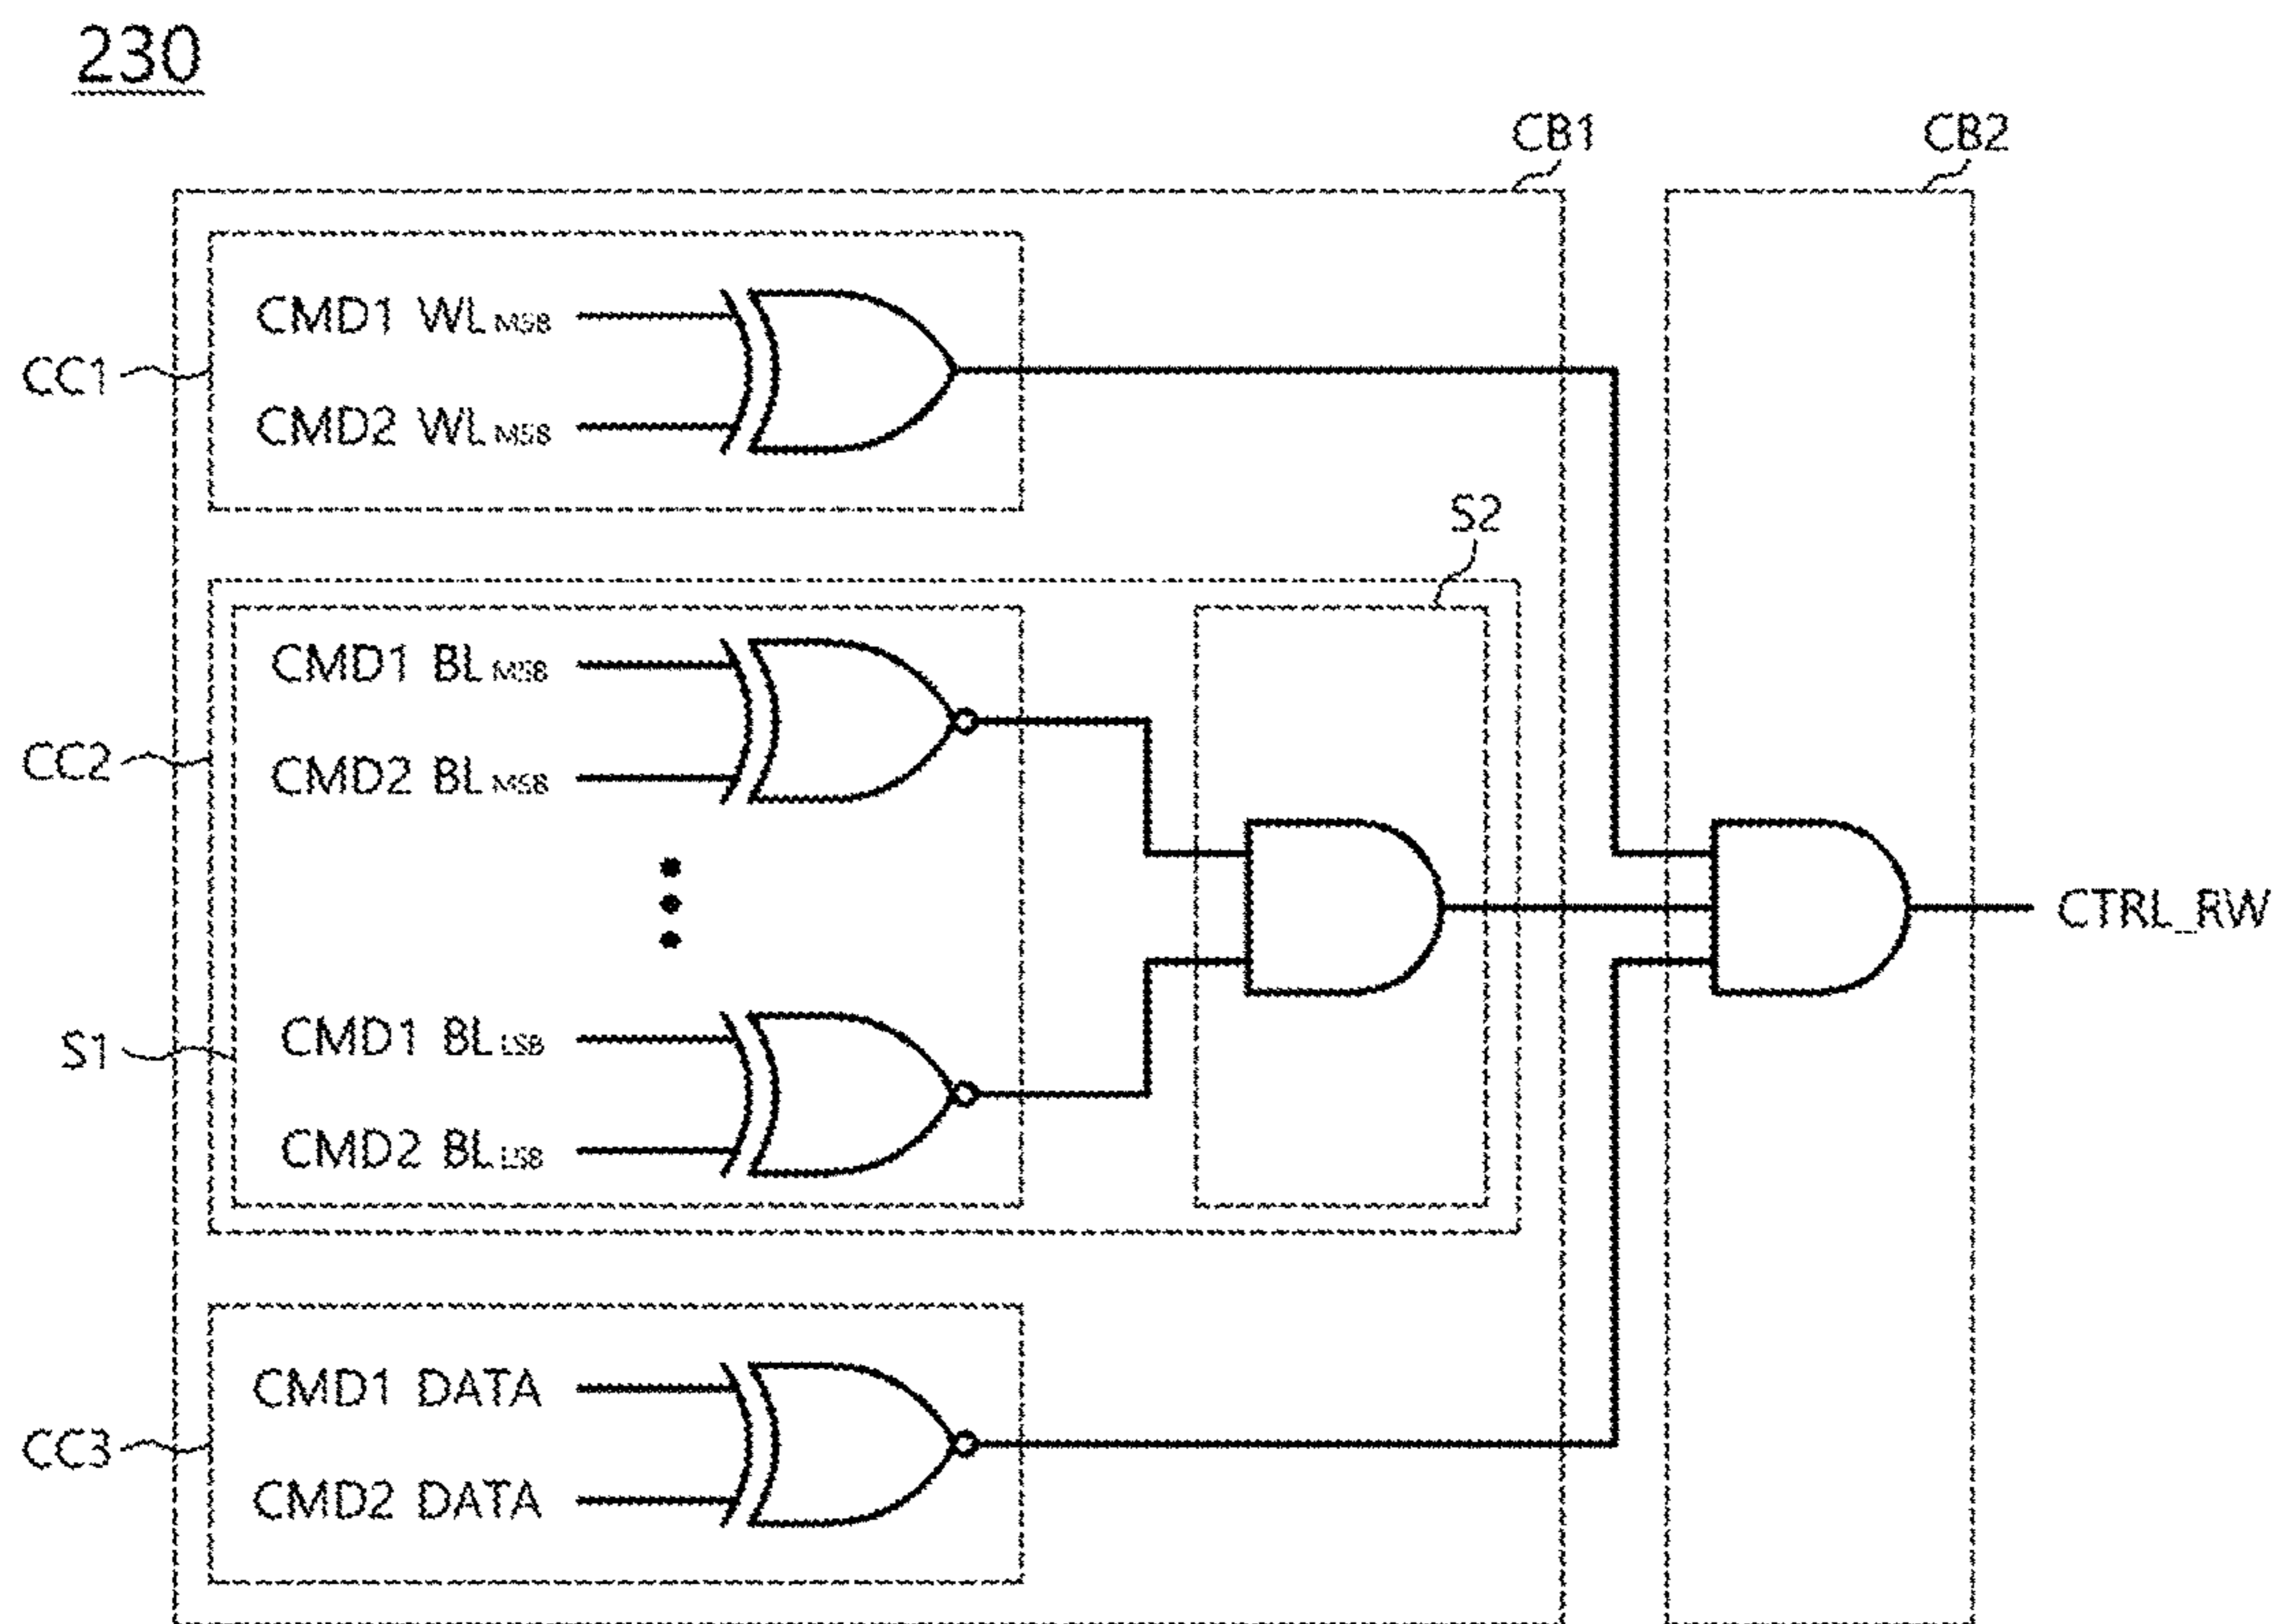 230
CB1
CB2
CMD1 WLMSB
CC1
CMD2 WLMSB
S2
CMD1 BLMSB
CC2
CMD2 BLMSB
CTRL_RW
S1
CMD1 BLLSB
CMD2 BLLSB
CMD1 DATA
CC3
CMD2 DATA